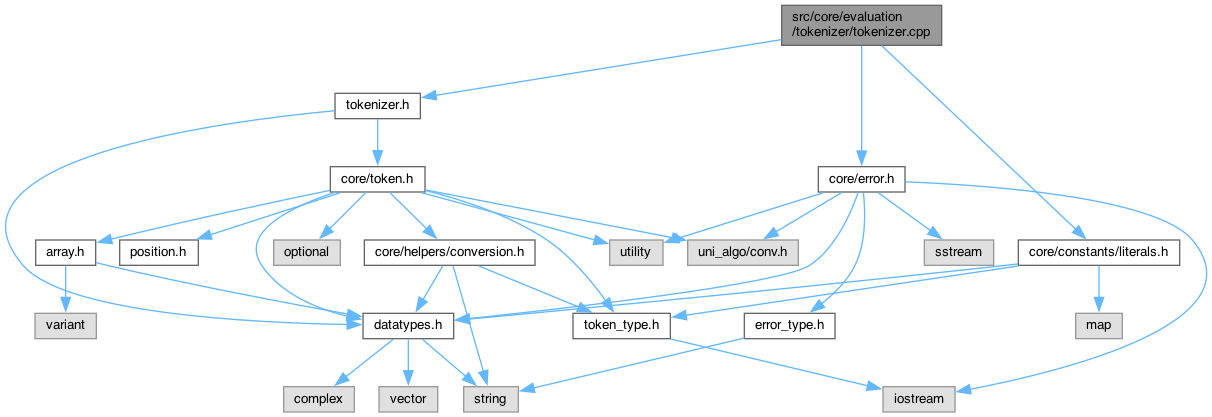 src/core/evaluation
/tokenizer/tokenizer.cpp
tokenizer.h
core/token.h
core/error.h
array.h
position.h
optional
core/helpers/conversion.h
utility
uni_algo/conv.h
sstream
core/constants/literals.h
variant
datatypes.h
token_type.h
error_type.h
map
complex
vector
string
iostream